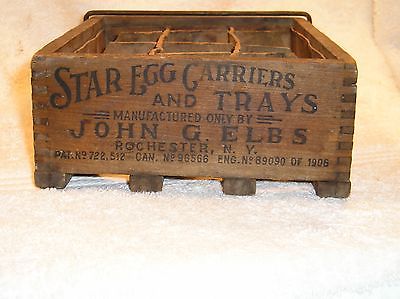 STAR EGG CARRIERS
AND TRAYS
MANUFACTURED ONLY BY
JOHN G. ELBS
ROCHESTER, N. Y.
PAT. NO 722,512 CAN. NO 96566 ENG. NO 89090 OF 1906